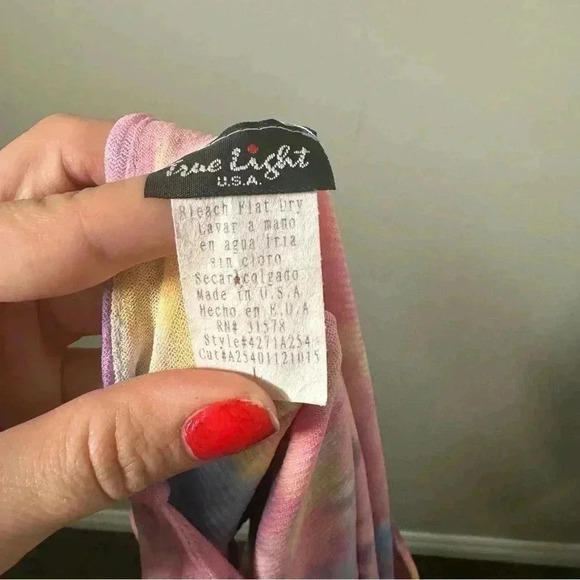 True Light
U.S.A.
Bleach Flat Dry
Lavar a mano
en agua fria
sin cloro
Secar colgado
Made in U.S.A
Hecho en E.U.A
RN# 31578
Style#4271A254
Cut#A25401121015
L